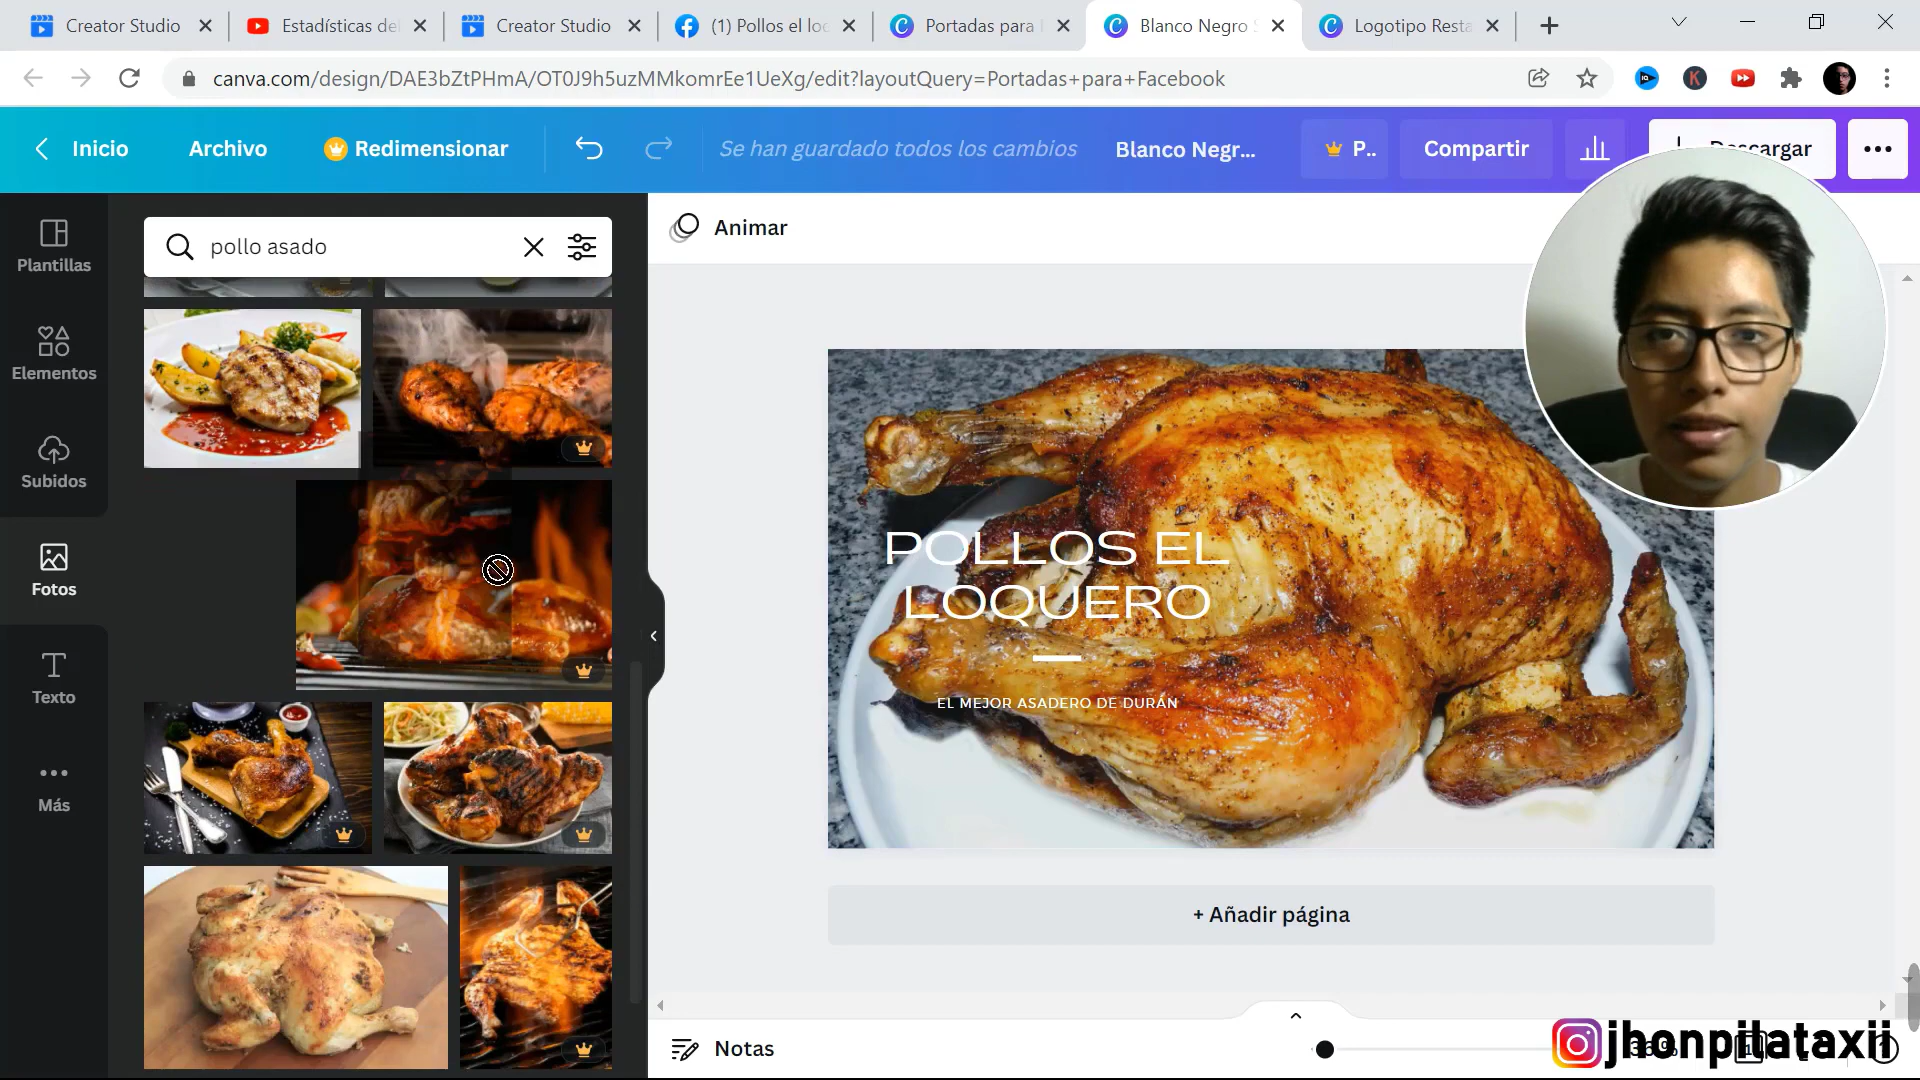 Creator Studio
Estadísticas del
Creator Studio
(1) Pollos el loq
Portadas para
Blanco Negro
Logotipo Resta
canva.com/design/DAE3bZtPHmA/OT0J9h5uzMMkomrEe1UeXg/edit?layoutQuery=Portadas+para+Facebook
Inicio
Archivo
Redimensionar
Se han guardado todos los cambios
Blanco Negr...
P..
Compartir
Descargar
pollo asado
Animar
Plantillas
Elementos
Subidos
Fotos
Texto
Más
POLLOS EL
LOQUERO
EL MEJOR ASADERO DE DURÁN
+ Añadir página
Notas
jhonpilataxii